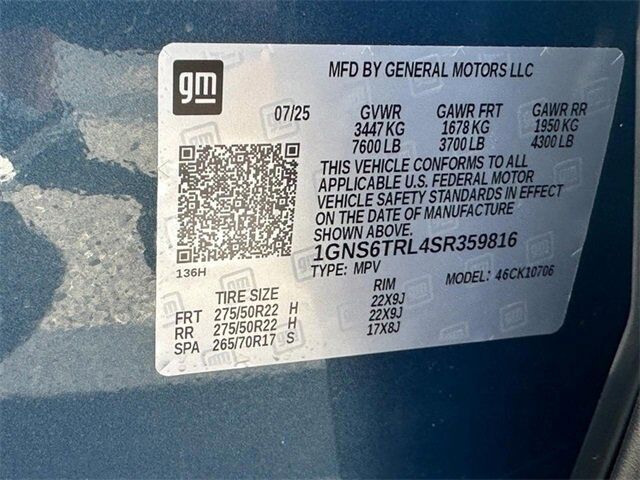 gm
MFD BY GENERAL MOTORS LLC
07/25 GVWR GAWR FRT GAWR RR
3447 KG 1678 KG 1950 KG
7600 LB 3700 LB 4300 LB
THIS VEHICLE CONFORMS TO ALL
APPLICABLE U.S. FEDERAL MOTOR
VEHICLE SAFETY STANDARDS IN EFFECT
ON THE DATE OF MANUFACTURE
SHOWN ABOVE.
1GNS6TRL4SR359816
136H TYPE: MPV MODEL: 46CK10706
TIRE SIZE RIM
FRT 275/50R22 H 22X9J
RR 275/50R22 H 22X9J
SPA 265/70R17 S 17X8J